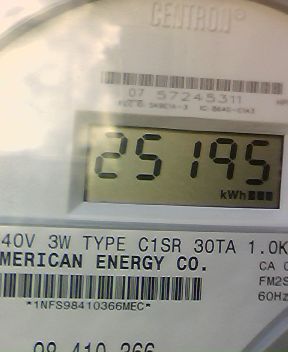 CENTRON®
07 57245311
25195
kWh
40V 3W TYPE C1SR 30TA 1.0K
MERICAN ENERGY CO.
CA
FM2S
60Hz
*1NFS98410366MEC*
98 410 366